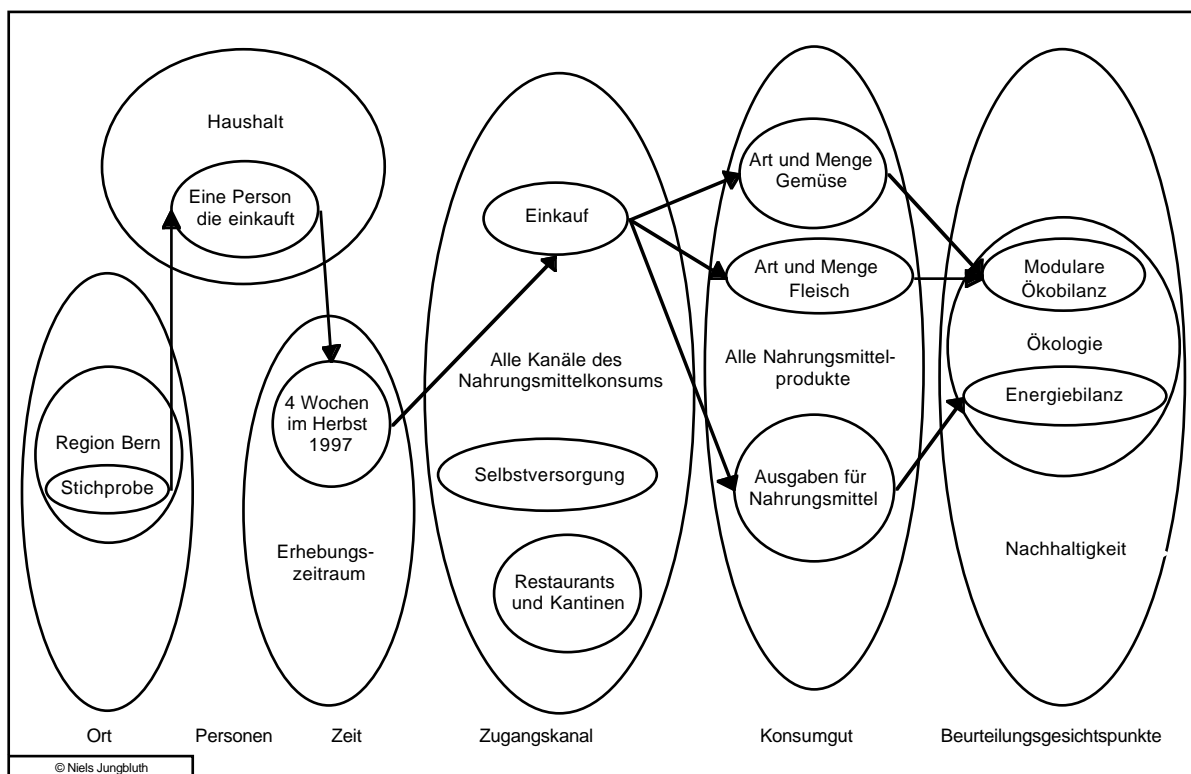 Haushalt
Eine Person
die einkauft
Region Bern
Stichprobe
4 Wochen
im Herbst
1997
Erhebungs-
zeitraum
Einkauf
Alle Kanäle des
Nahrungsmittelkonsums
Selbstversorgung
Restaurants
und Kantinen
Art und Menge
Gemüse
Art und Menge
Fleisch
Alle Nahrungsmittel-
produkte
Ausgaben für
Nahrungsmittel
Modulare
Ökobilanz
Ökologie
Energiebilanz
Nachhaltigkeit
Ort
Personen
Zeit
Zugangskanal
Konsumgut
Beurteilungsgesichtspunkte
© Niels Jungbluth